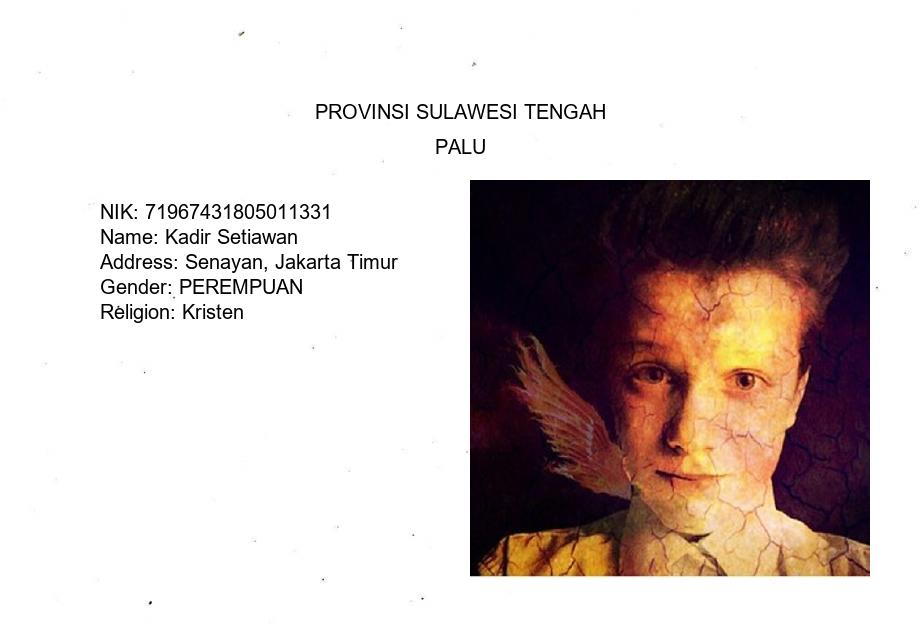 PROVINSI SULAWESI TENGAH
PALU
NIK: 71967431805011331
Name: Kadir Setiawan
Address: Senayan, Jakarta Timur
Gender: PEREMPUAN
Religion: Kristen